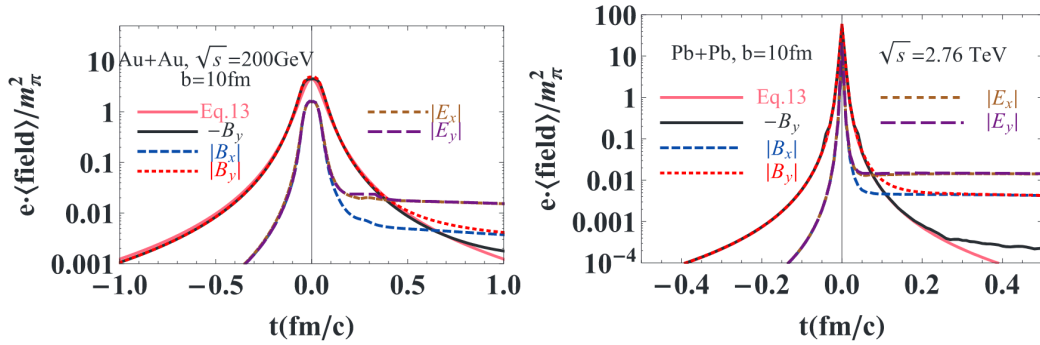 Au+Au, √s =200GeV
b=10fm
Eq.13
−B_y
|B_x|
|B_y|
|E_x|
|E_y|
e·⟨field⟩/m_π^2
10
1
0.1
0.01
0.001
−1.0 −0.5 0.0 0.5 1.0
t(fm/c)
Pb+Pb, b=10fm √s =2.76 TeV
Eq.13
−B_y
|B_x|
|B_y|
|E_x|
|E_y|
e·⟨field⟩/m_π^2
100
10
1
0.1
0.01
0.001
10^−4
−0.4 −0.2 0.0 0.2 0.4
t(fm/c)